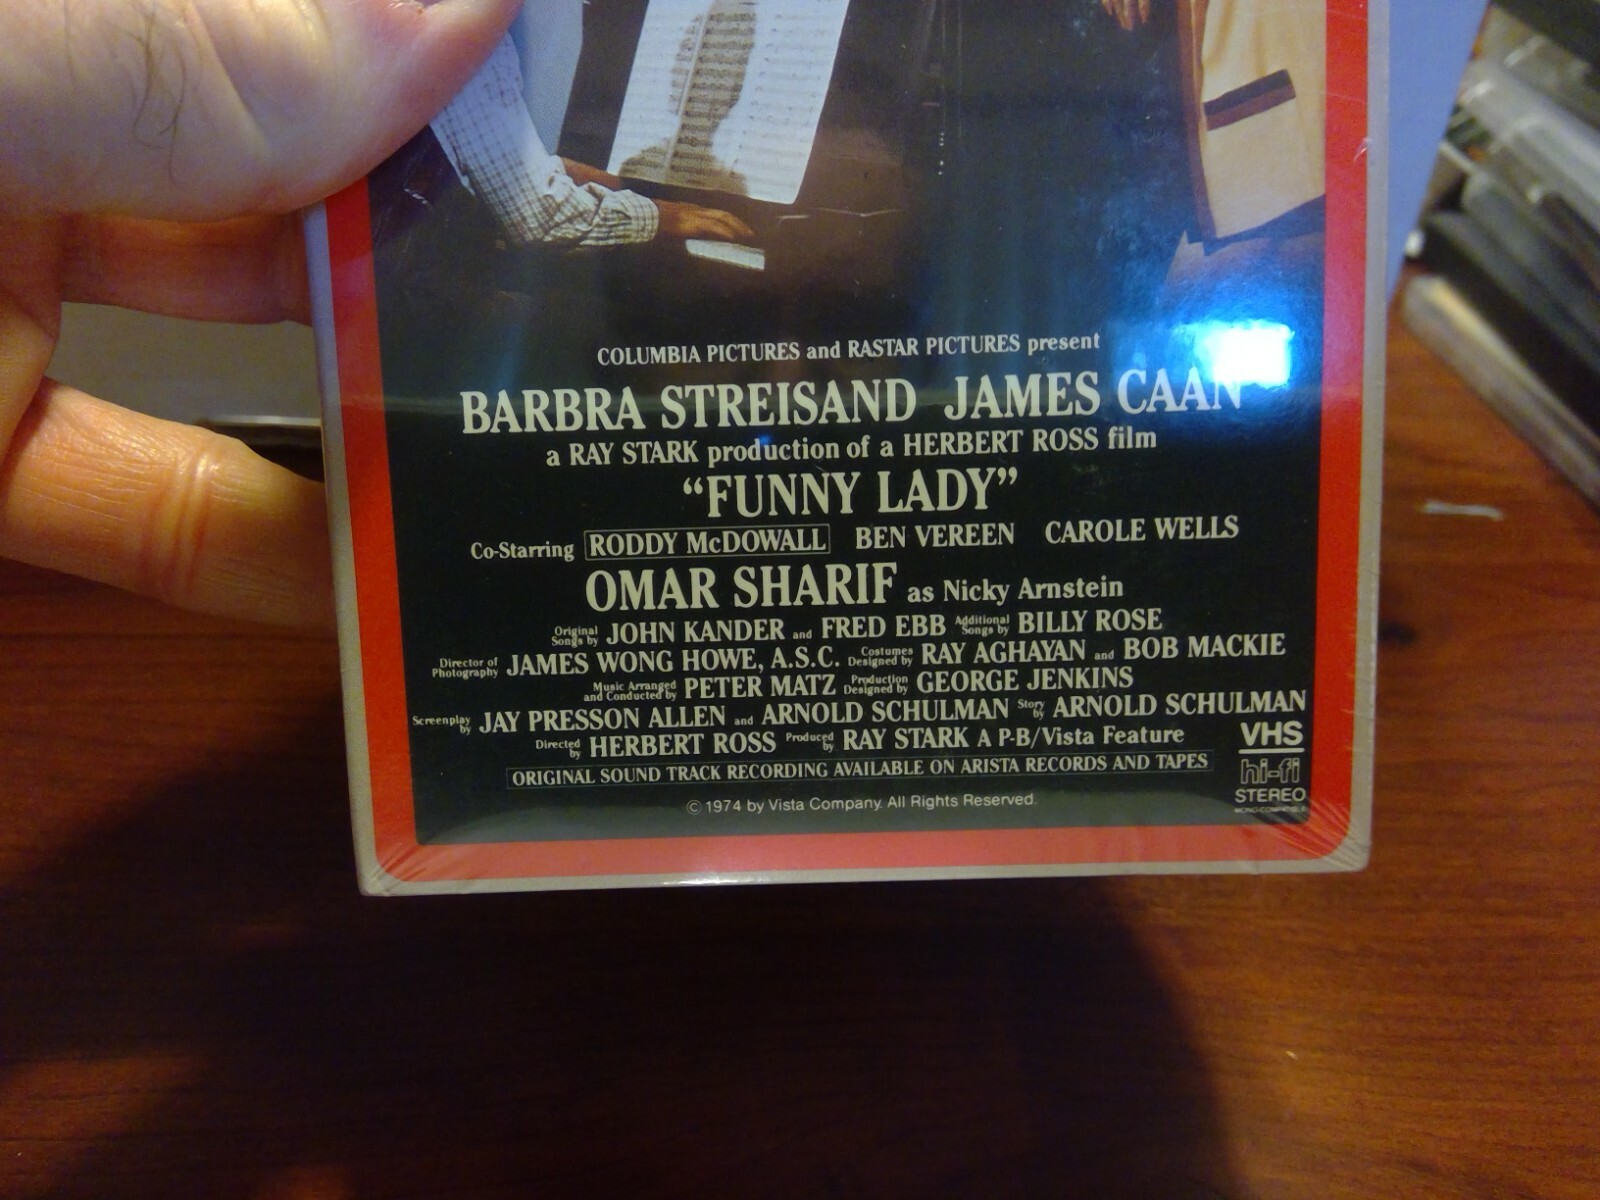 COLUMBIA PICTURES and RASTAR PICTURES present
BARBRA STREISAND JAMES CAAN
a RAY STARK production of a HERBERT ROSS film
“FUNNY LADY”
Co-Starring RODDY McDOWALL BEN VEREEN CAROLE WELLS
OMAR SHARIF as Nicky Arnstein
Original Songs by JOHN KANDER and FRED EBB Additional Songs by BILLY ROSE
Director of Photography JAMES WONG HOWE, A.S.C. Costumes Designed by RAY AGHAYAN and BOB MACKIE
Music Arranged and Conducted by PETER MATZ Production Designed by GEORGE JENKINS
Screenplay by JAY PRESSON ALLEN and ARNOLD SCHULMAN Story by ARNOLD SCHULMAN
Directed by HERBERT ROSS Produced by RAY STARK A P-B/Vista Feature
ORIGINAL SOUND TRACK RECORDING AVAILABLE ON ARISTA RECORDS AND TAPES
© 1974 by Vista Company. All Rights Reserved.
VHS
hi-fi
STEREO
MONO-COMPATIBLE